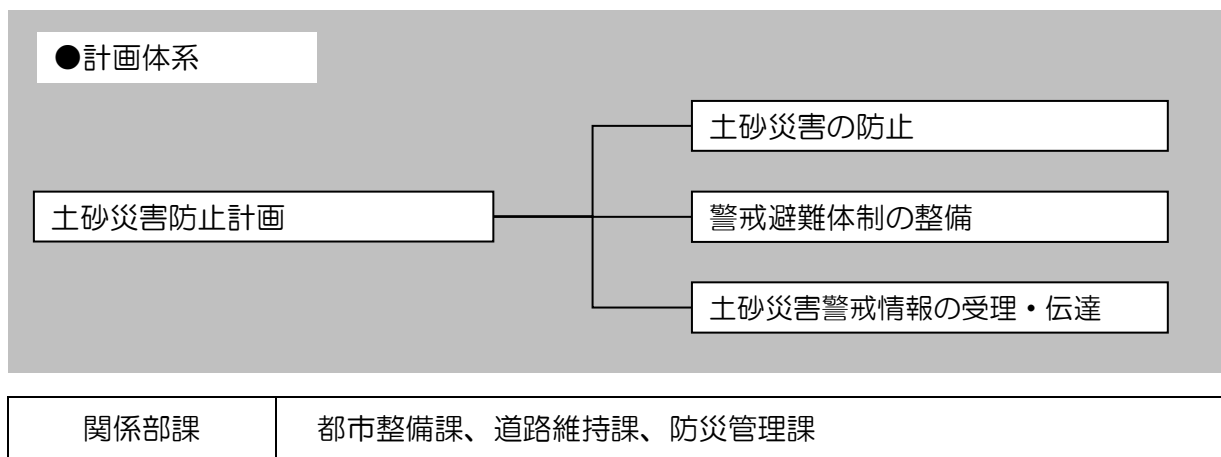 ●計画体系
土砂災害の防止
土砂災害防止計画
警戒避難体制の整備
土砂災害警戒情報の受理・伝達
関係部課 都市整備課、道路維持課、防災管理課